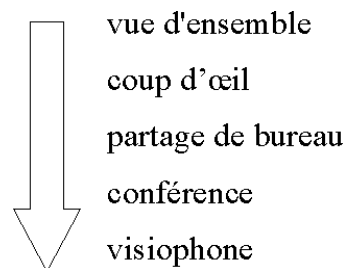 vue d'ensemble
coup d’œil
partage de bureau
conférence
visiophone